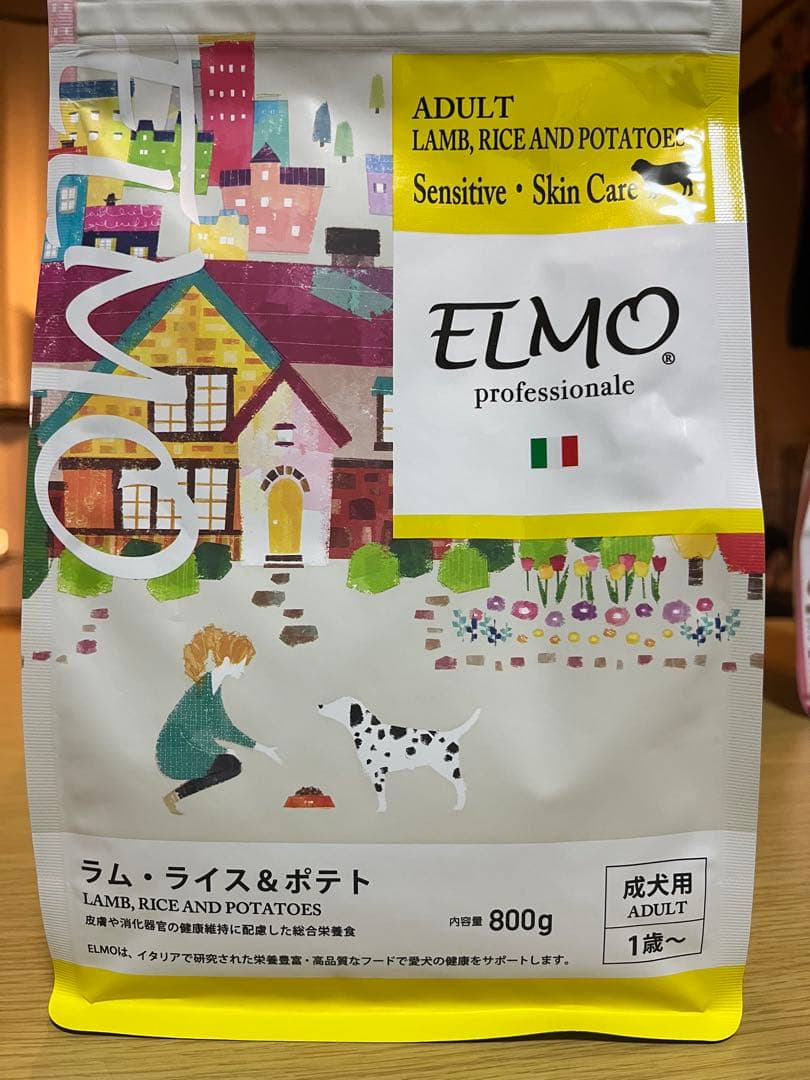 ELMO
ADULT
LAMB, RICE AND POTATOES
Sensitive・Skin Care
ELMO®
professionale
ラム・ライス＆ポテト
LAMB, RICE AND POTATOES
皮膚や消化器官の健康維持に配慮した総合栄養食
内容量 800g
ELMOは、イタリアで研究された栄養豊富・高品質なフードで愛犬の健康をサポートします。
成犬用
ADULT
1歳～